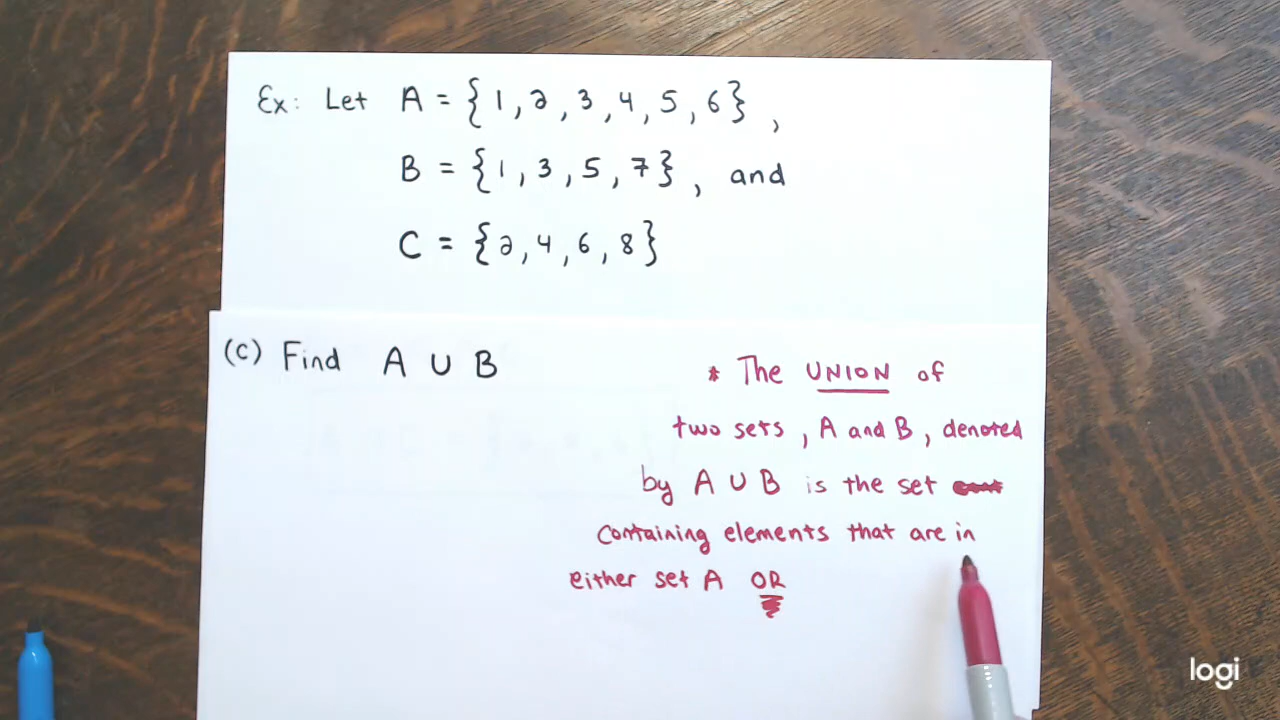 Ex: Let A = {1, 2, 3, 4, 5, 6},
B = {1, 3, 5, 7}, and
C = {2, 4, 6, 8}
(c) Find A ∪ B
* The UNION of
two sets, A and B, denoted
by A ∪ B is the set
containing elements that are in
either set A OR
logi